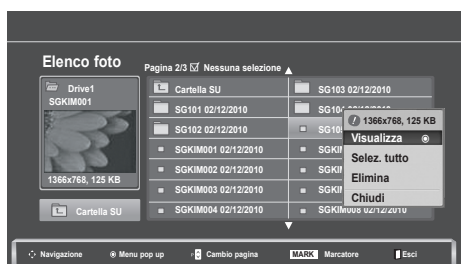 Elenco foto
Pagina 2/3 Nessuna selezione
Drive1
SGKIM001
1366x768, 125 KB
Cartella SU
Cartella SU
SG101 02/12/2010
SG102 02/12/2010
SGKIM001 02/12/2010
SGKIM002 02/12/2010
SGKIM003 02/12/2010
SGKIM004 02/12/2010
SG103 02/12/2010
SGKIM008 02/12/2010
1366x768, 125 KB
Visualizza
Selez. tutto
Elimina
Chiudi
Navigazione
Menu pop up
P Cambio pagina
MARK Marcatore
Esci